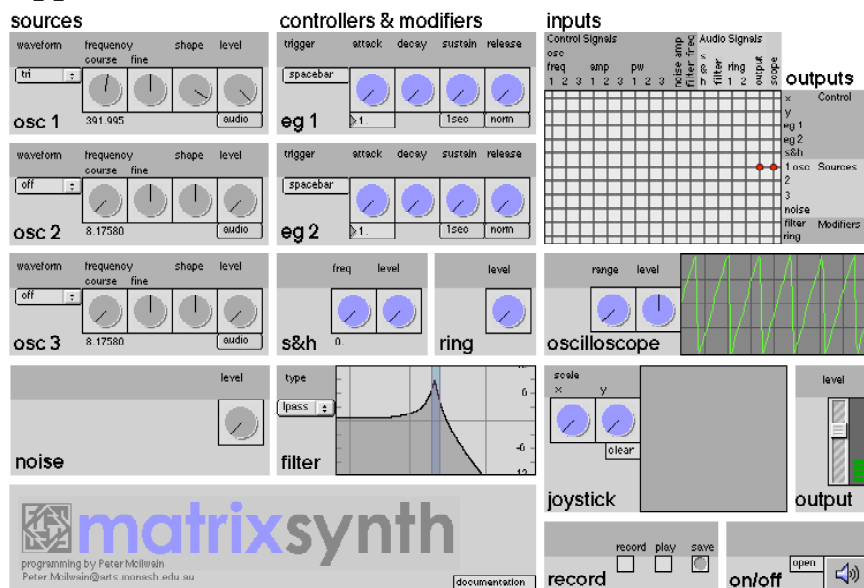 sources
waveform frequency shape level
course fine
tri
391.995 audio
osc 1
waveform frequency shape level
course fine
off
8.17580 audio
osc 2
waveform frequency shape level
course fine
off
8.17580 audio
osc 3
level
noise
controllers & modifiers
trigger attack decay sustain release
spacebar
1. 1sec norm
eg 1
trigger attack decay sustain release
spacebar
1. 1sec norm
eg 2
freq level
0.
s&h
level
ring
type
lpass
6
-6
12
filter
inputs
Control Signals Audio Signals
osc
freq amp pw
noise amp
filter freq
filter
ring
output
scope
1 2 3 1 2 3 1 2 3 1 2
outputs
x Control
y
eg 1
eg 2
s&h
1 osc Sources
2
3
noise
filter Modifiers
ring
range level
oscilloscope
scale
x y
clear
joystick
level
output
matrixsynth
programming by Peter McIlwain
Peter.McIlwain@arts.monash.edu.au
documentation
record play save
record
open
on/off